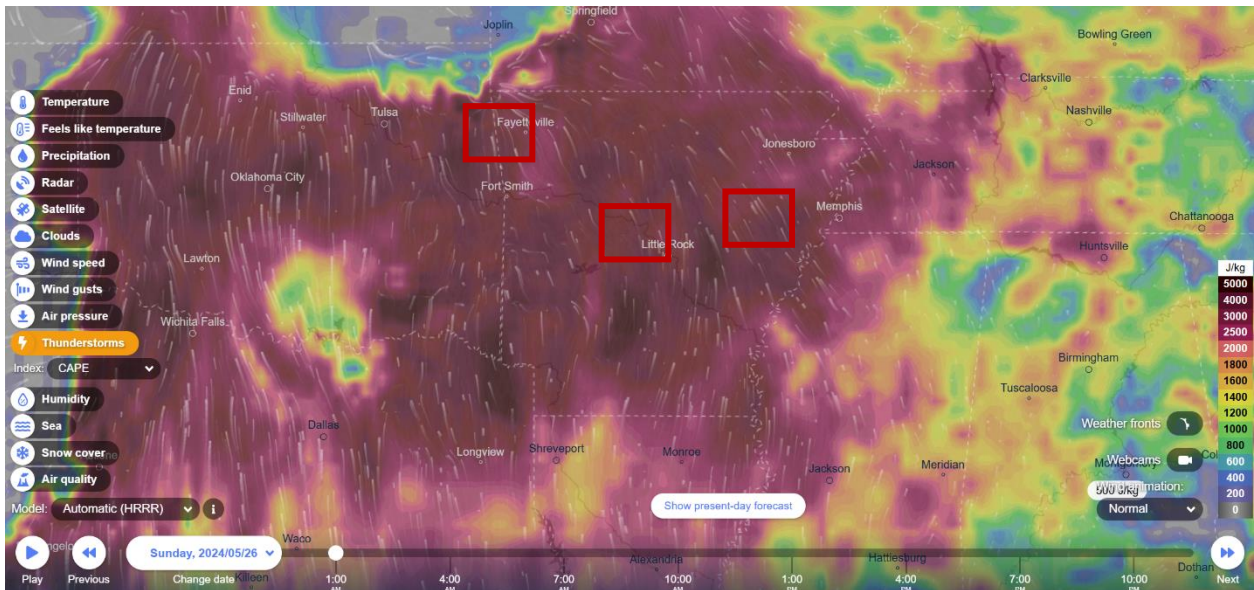 Springfield
Joplin
Bowling Green
Clarksville
Enid
Temperature
Stillwater
Tulsa
Fayetteville
Nashville
Feels like temperature
Jonesboro
Precipitation
Jackson
Oklahoma City
Fort Smith
Radar
Memphis
Satellite
Chattanooga
Clouds
Little Rock
Huntsville
Lawton
Wind speed
J/kg
Wind gusts
5000
4000
Air pressure
3000
Wichita Falls
2500
Thunderstorms
2000
Index: CAPE
1800
Birmingham
1600
Tuscaloosa
1400
Humidity
1200
Dallas
Weather fronts
1000
Sea
800
Snow cover
Longview
Shreveport
Monroe
Webcams
600
Jackson
Meridian
400
Air quality
Wind animation:
200
Model: Automatic (HRRR)
i
Show present-day forecast
Normal
0
Waco
Sunday, 2024/05/26
Alexandria
Hattiesburg
Dothan
Play
Previous
Change date
Killeen
1:00
4:00
7:00
10:00
1:00
4:00
7:00
10:00
Next